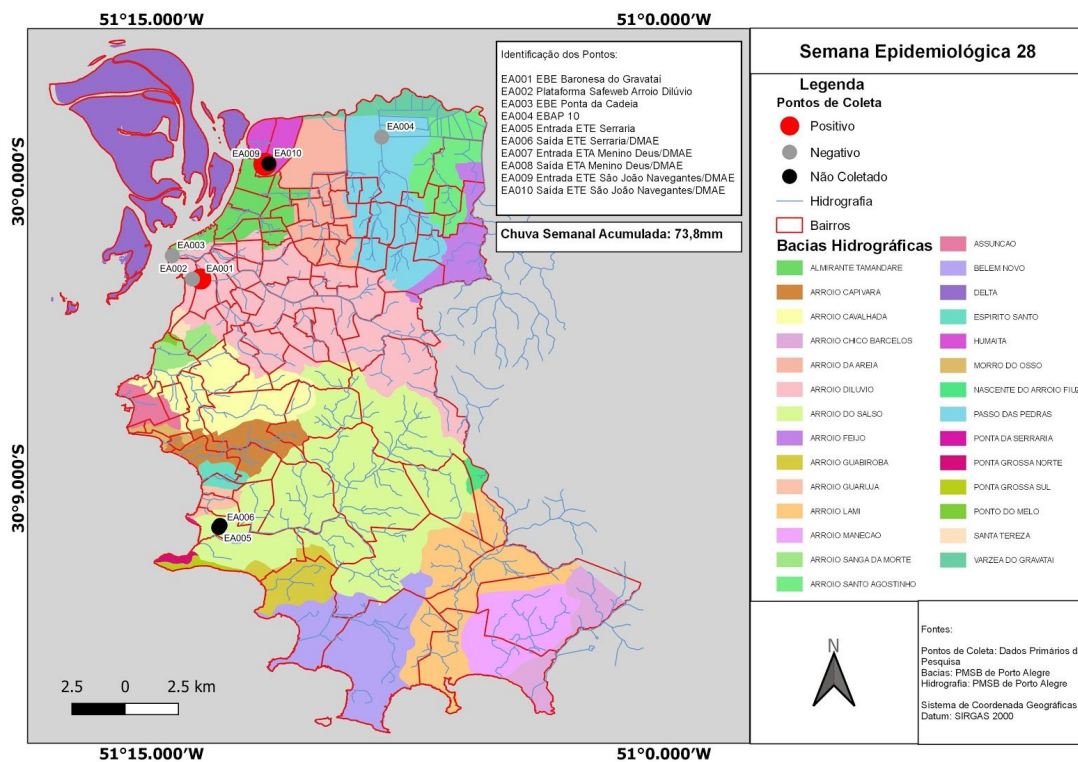 51°15.000'W
51°0.000'W
30°0.000'S
30°9.000'S
Identificação dos Pontos:
EA001 EBE Baronesa do Gravatai
EA002 Plataforma Safeweb Arroio Dilúvio
EA003 EBE Ponta da Cadeia
EA004 EBAP 10
EA005 Entrada ETE Serraria
EA006 Saída ETE Serraria/DMAE
EA007 Entrada ETA Menino Deus/DMAE
EA008 Saída ETA Menino Deus/DMAE
EA009 Entrada ETE São João Navegantes/DMAE
EA010 Saída ETE São João Navegantes/DMAE
Chuva Semanal Acumulada: 73,8mm
EA004
EA009
EA010
EA003
EA002
EA001
EA006
EA005
2.5 0 2.5 km
51°15.000'W
51°0.000'W
Semana Epidemiológica 28
Legenda
Pontos de Coleta
Positivo
Negativo
Não Coletado
Hidrografia
Bairros
Bacias Hidrográficas
ALMIRANTE TAMANDARE
ARROIO CAPIVARA
ARROIO CAVALHADA
ARROIO CHICO BARCELOS
ARROIO DA AREIA
ARROIO DILUVIO
ARROIO DO SALSO
ARROIO FEIJO
ARROIO GUABIROBA
ARROIO GUARUJA
ARROIO LAMI
ARROIO MANECAO
ARROIO SANGA DA MORTE
ARROIO SANTO AGOSTINHO
ASSUNCAO
BELEM NOVO
DELTA
ESPIRITO SANTO
HUMAITA
MORRO DO OSSO
NASCENTE DO ARROIO FIUZ
PASSO DAS PEDRAS
PONTA DA SERRARIA
PONTA GROSSA NORTE
PONTA GROSSA SUL
PONTO DO MELO
SANTA TEREZA
VARZEA DO GRAVATAI
N
Fontes:
Pontos de Coleta: Dados Primários d
Pesquisa
Bacias: PMSB de Porto Alegre
Hidrografia: PMSB de Porto Alegre
Sistema de Coordenada Geográficas
Datum: SIRGAS 2000